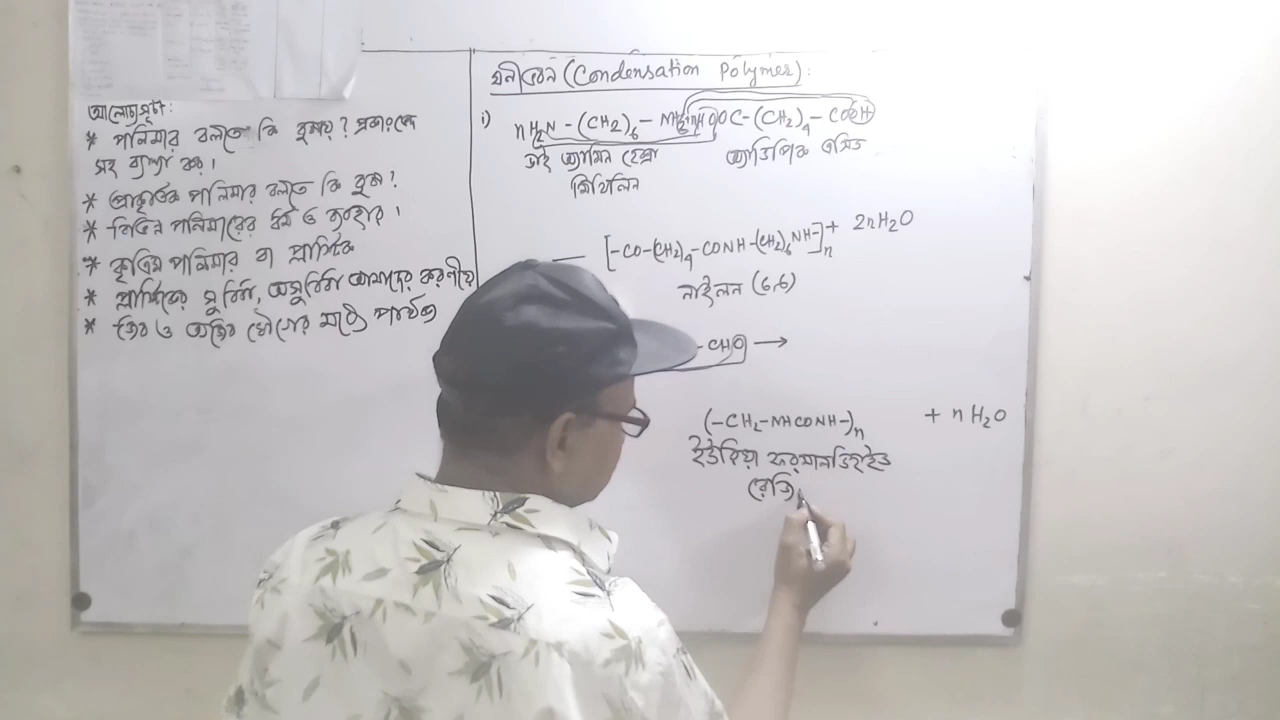 আলোচ্যসূচী:
* পলিমার বলতে কি বুঝায়? প্রকারভেদ
সহ ব্যাখ্যা কর।
* প্রাকৃতিক পলিমার বলতে কি বুঝ?
* বিভিন্ন পলিমারের ধর্ম ও ব্যবহার।
* কৃত্রিম পলিমার বা প্লাস্টিক
* প্লাস্টিকের সুবিধা, অসুবিধা আমাদের করণীয়
* জৈব ও অজৈব যৌগের মধ্যে পার্থক্য
ঘনীভবন (Condensation Polymer):
i) nH2N-(CH2)6-NH2 + nHOOC-(CH2)4-COOH
ডাই অ্যামিন হেক্সা
মিথিলিন
অ্যাডিপিক এসিড
[-CO-(CH2)4-CONH-(CH2)6NH-]n + 2nH2O
নাইলন (6,6)
-CHO →
(-CH2-NHCONH-)n + nH2O
ইউরিয়া ফরমালডিহাইড
রেজি